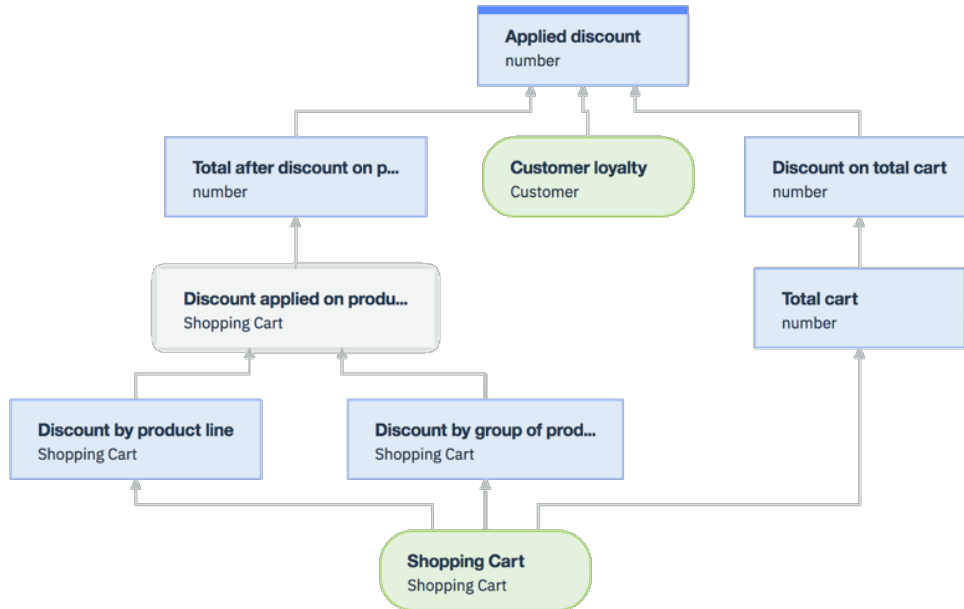 Applied discount
number
Total after discount on p...
number
Customer loyalty
Customer
Discount on total cart
number
Discount applied on produ...
Shopping Cart
Total cart
number
Discount by product line
Shopping Cart
Discount by group of prod...
Shopping Cart
Shopping Cart
Shopping Cart